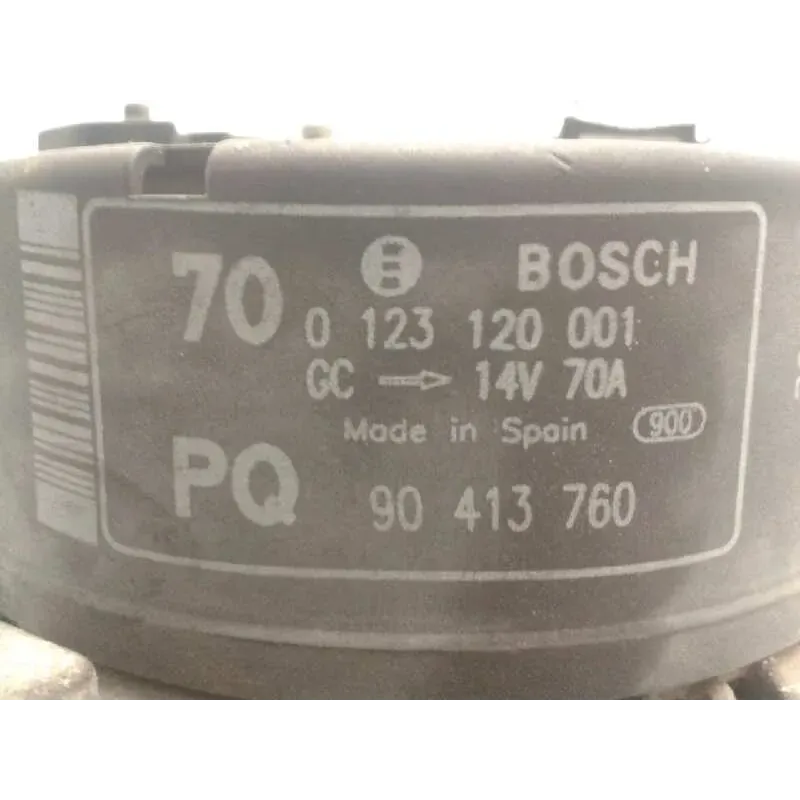 70 BOSCH
0 123 120 001
GC → 14V 70A
Made in Spain 900
PQ 90 413 760